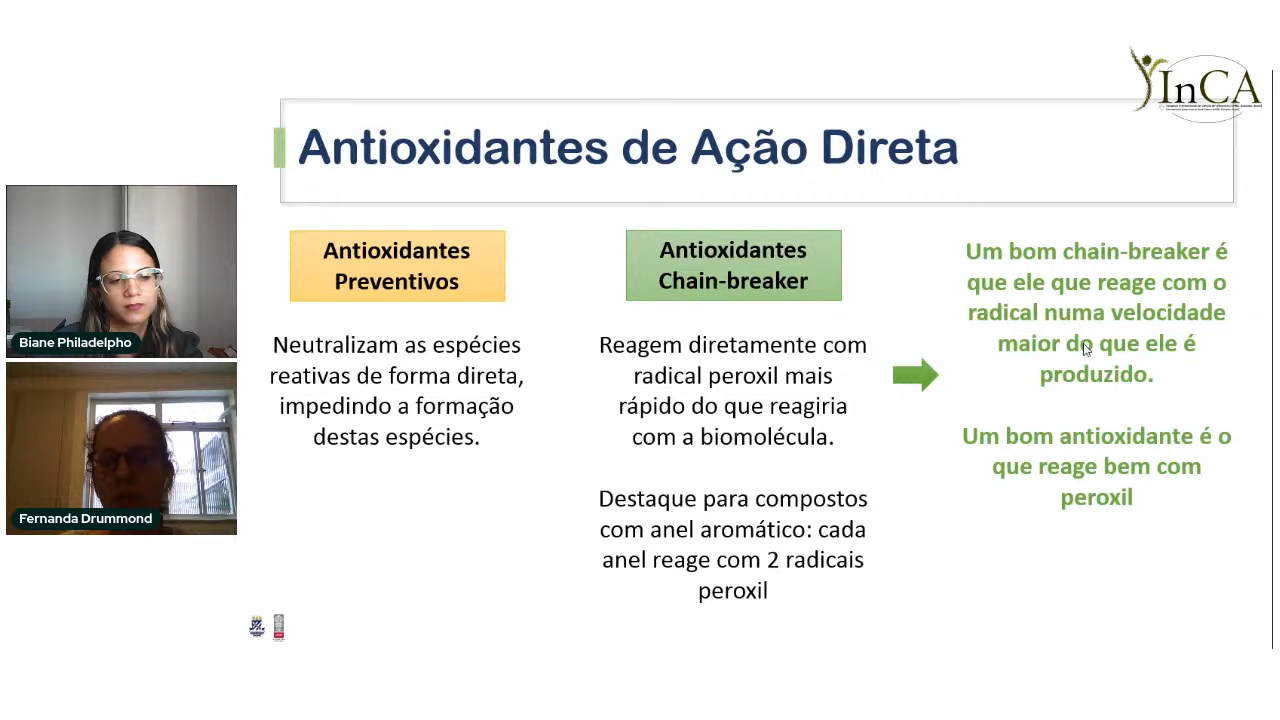 InCA
Antioxidantes de Ação Direta
Biane Philadelpho
Fernanda Drummond
Antioxidantes
Preventivos
Neutralizam as espécies
reativas de forma direta,
impedindo a formação
destas espécies.
Antioxidantes
Chain-breaker
Reagem diretamente com
radical peroxil mais
rápido do que reagiria
com a biomolécula.
Destaque para compostos
com anel aromático: cada
anel reage com 2 radicais
peroxil
Um bom chain-breaker é
que ele que reage com o
radical numa velocidade
maior do que ele é
produzido.
Um bom antioxidante é o
que reage bem com
peroxil